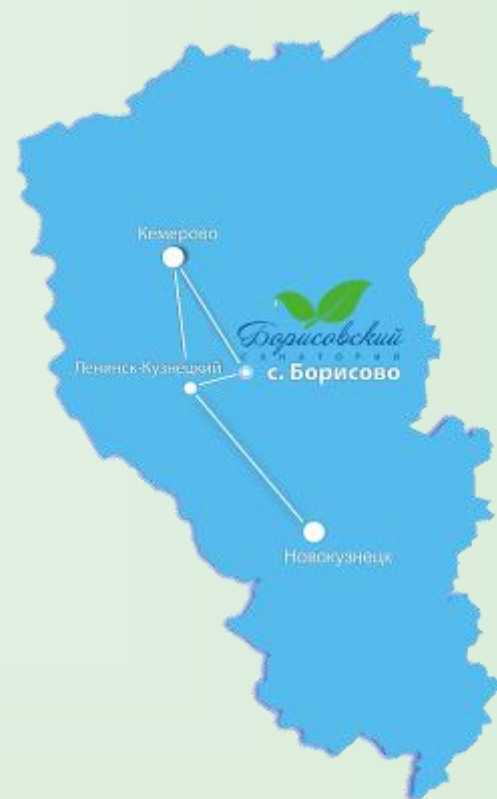 Кемерово
Борисовский
САНАТОРИЙ
Ленинск-Кузнецкий
с. Борисово
Новокузнецк